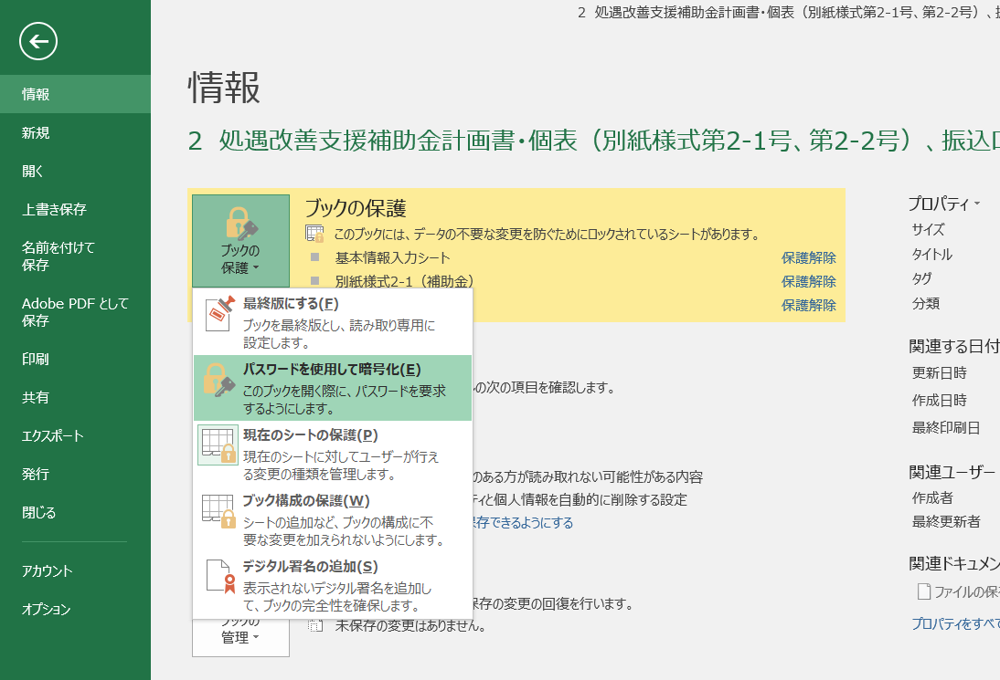 2 処遇改善支援補助金計画書･個表（別紙様式第2-1号、第2-2号）、
情報
新規
開く
上書き保存
名前を付けて
保存
Adobe PDF として
保存
印刷
共有
エクスポート
発行
閉じる
アカウント
オプション
情報
2 処遇改善支援補助金計画書･個表（別紙様式第2-1号、第2-2号）、振込口
ブックの
保護
ブックの保護
このブックには、データの不要な変更を防ぐためにロックされているシートがあります。
基本情報入力シート
保護解除
別紙様式2-1（補助金）
保護解除
保護解除
最終版にする(F)
ブックを最終版とし、読み取り専用に
設定します。
パスワードを使用して暗号化(E)
このブックを開く際に、パスワードを要求
するようにします。
現在のシートの保護(P)
現在のシートに対してユーザーが行え
る変更の種類を管理します。
ブック構成の保護(W)
シートの追加など、ブックの構成に不
要な変更を加えられないようにします。
デジタル署名の追加(S)
表示されないデジタル署名を追加し
て、ブックの完全性を確保します。
の次の項目を確認します。
のある方が読み取れない可能性がある内容
ティと個人情報を自動的に削除する設定
保存できるようにする
保存の変更の回復を行います。
ブックの
管理
未保存の変更はありません。
プロパティ
サイズ
タイトル
タグ
分類
関連する日付
更新日時
作成日時
最終印刷日
関連ユーザー
作成者
最終更新者
関連ドキュメン
ファイルの保
プロパティをすべて